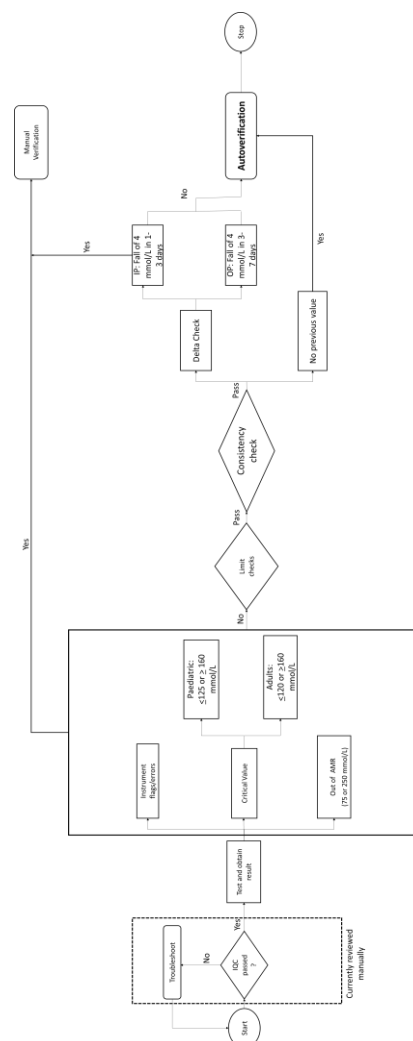 Start
IQC
passed
?
No
Troubleshoot
Yes
Currently reviewed
manually
Test and obtain
result
Instrument
flags/errors
Critical Value
Out of AMR
(75 or 250 mmol/L)
Paediatric:
≤125 or ≥ 160
mmol/L
Adults:
≤120 or ≥160
mmol/L
Yes
No
Limit
checks
Pass
Consistency
check
Pass
Pass
Delta Check
No previous value
IP: Fall of 4
mmol/L in 1-
3 days
OP: Fall of 4
mmol/L in 3-
7 days
Yes
No
Yes
Manual
Verification
Autoverification
Stop